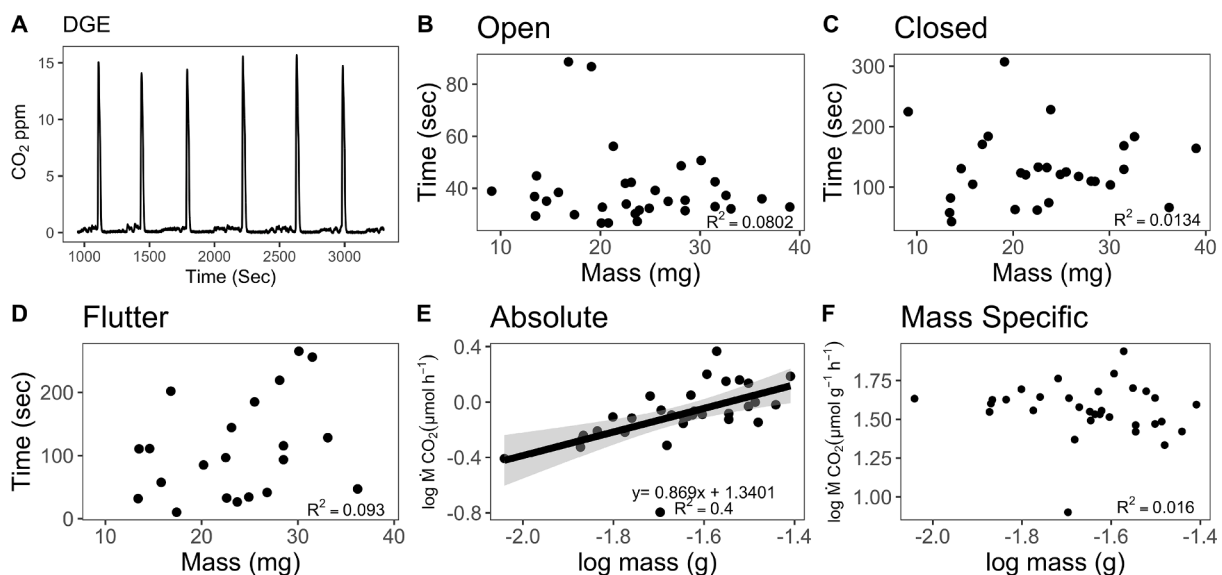 A DGE
15
10
5
0
CO₂ ppm
1000 1500 2000 2500 3000
Time (Sec)
B Open
80
60
40
Time (sec)
R² = 0.0802
10 20 30 40
Mass (mg)
C Closed
300
200
100
Time (sec)
R² = 0.0134
10 20 30 40
Mass (mg)
D Flutter
200
100
0
Time (sec)
R² = 0.093
10 20 30 40
Mass (mg)
E Absolute
0.4
0.0
-0.4
-0.8
log Ṁ CO₂(μmol h⁻¹)
y= 0.869x + 1.3401
R² = 0.4
-2.0 -1.8 -1.6 -1.4
log mass (g)
F Mass Specific
1.75
1.50
1.25
1.00
log Ṁ CO₂(μmol g⁻¹ h⁻¹)
R² = 0.016
-2.0 -1.8 -1.6 -1.4
log mass (g)